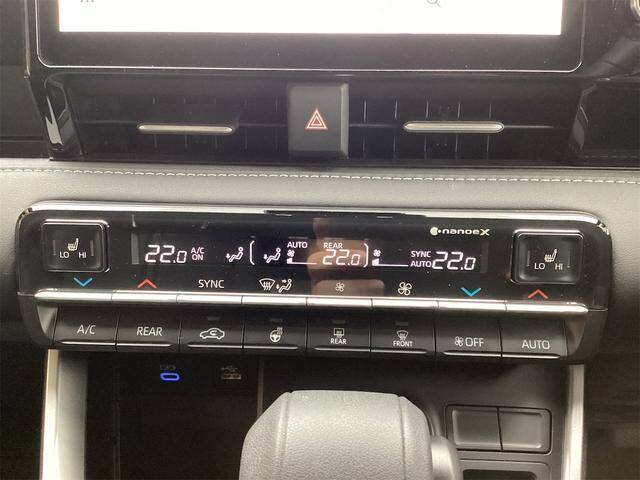 nanoeX
LO HI
22.0 A/C ON
AUTO
REAR 22.0
SYNC AUTO 22.0
LO HI
SYNC
A/C
REAR
REAR
FRONT
OFF
AUTO